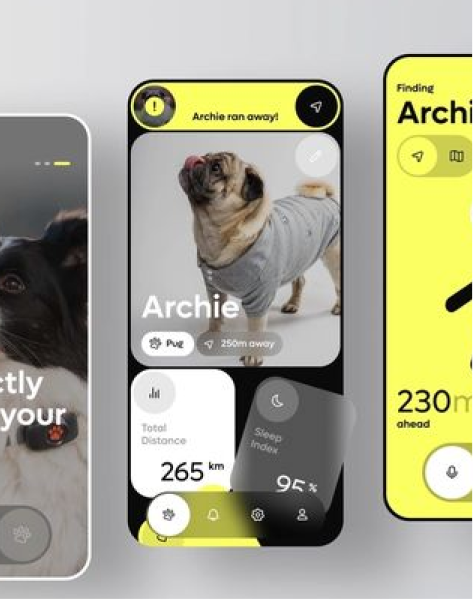 ctly
your
!
Archie ran away!
Archie
Pug
250m away
Total
Distance
265 km
Sleep
Index
95%
Finding
Archi
230m
ahead